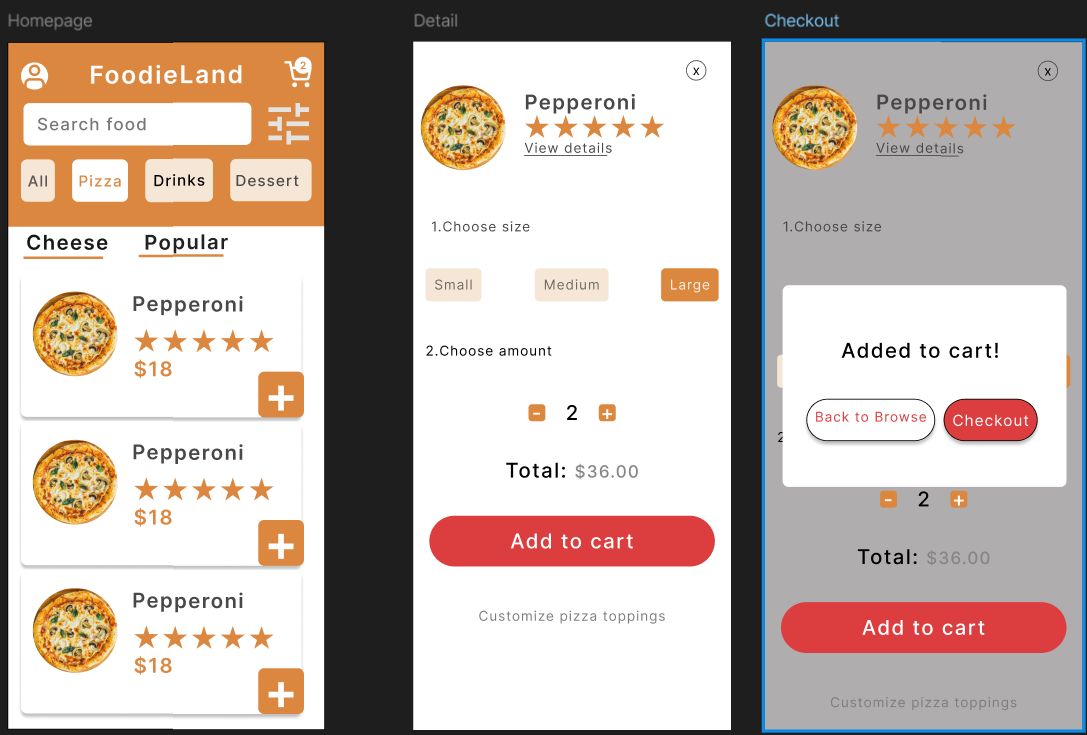 Homepage
FoodieLand
2
Search food
All Pizza Drinks Dessert
Cheese Popular
Pepperoni
$18
+
Pepperoni
$18
+
Pepperoni
$18
+
Detail
x
Pepperoni
View details
1.Choose size
Small Medium Large
2.Choose amount
- 2 +
Total: $36.00
Add to cart
Customize pizza toppings
Checkout
x
Pepperoni
View details
1.Choose size
Added to cart!
Back to Browse Checkout
2
- 2 +
Total: $36.00
Add to cart
Customize pizza toppings